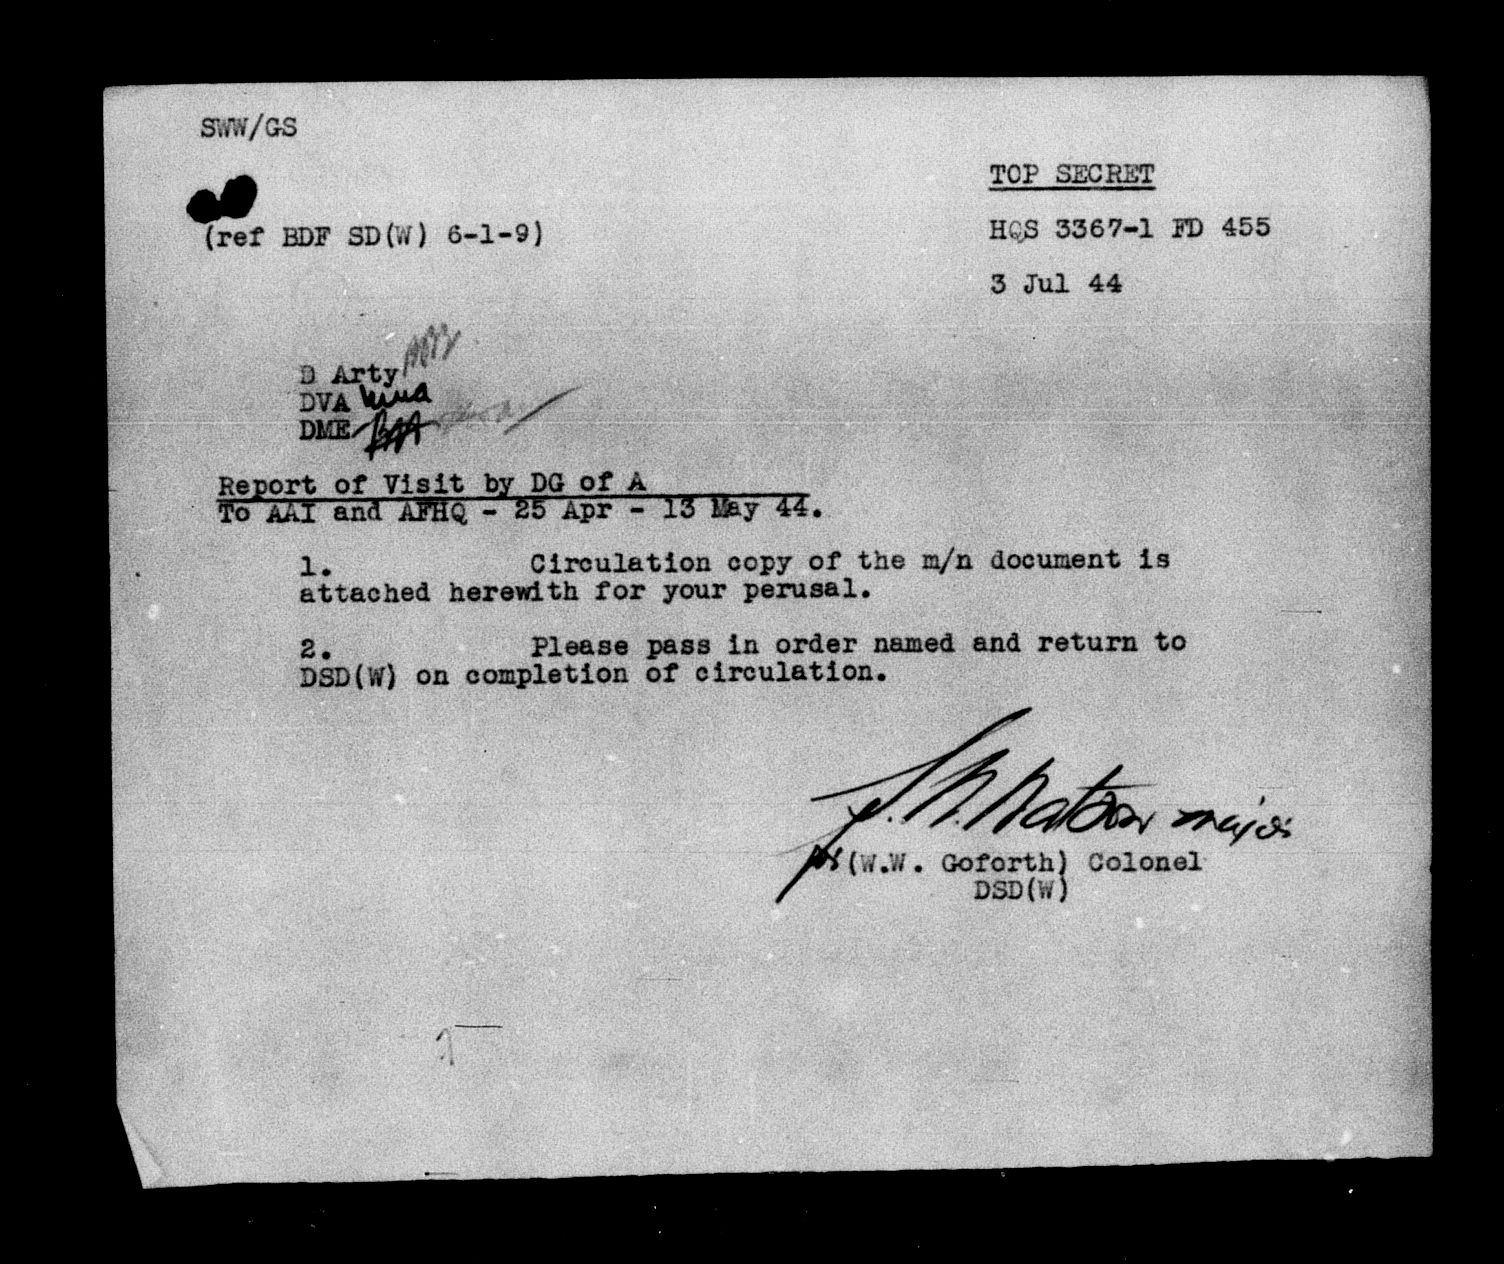 SWW/GS
TOP SECRET
(ref BDF SD(W) 6-1-9)
HQS 3367-1 FD 455
3 Jul 44
D Arty
DVA
DME
Report of Visit by DG of A
To AAI and AFHQ - 25 Apr - 13 May 44.
1. Circulation copy of the m/n document is
attached herewith for your perusal.
2. Please pass in order named and return to
DSD(W) on completion of circulation.
Watson major
for (W.W. Goforth) Colonel
DSD(W)